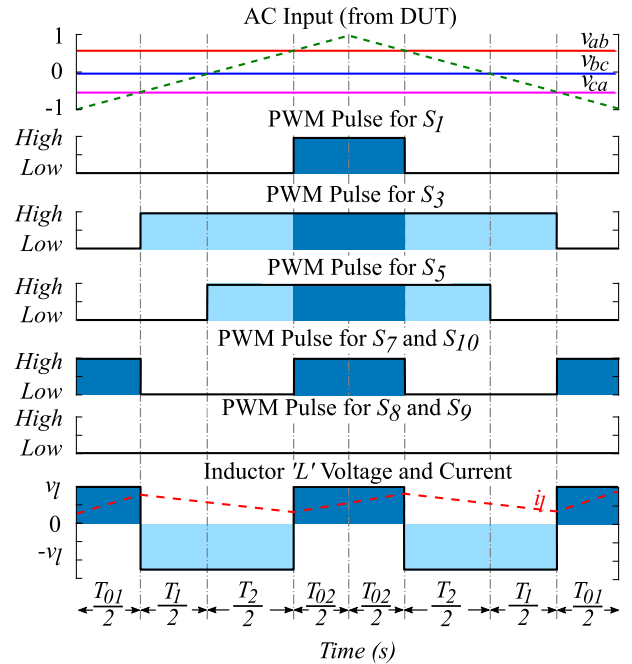 AC Input (from DUT)
1
0
-1
v_ab
v_bc
v_ca
PWM Pulse for S_1
High
Low
PWM Pulse for S_3
High
Low
PWM Pulse for S_5
High
Low
PWM Pulse for S_7 and S_10
High
Low
PWM Pulse for S_8 and S_9
High
Low
Inductor 'L' Voltage and Current
v_l
0
-v_l
i_l
T_01/2 T_1/2 T_2/2 T_02/2 T_02/2 T_2/2 T_1/2 T_01/2
Time (s)